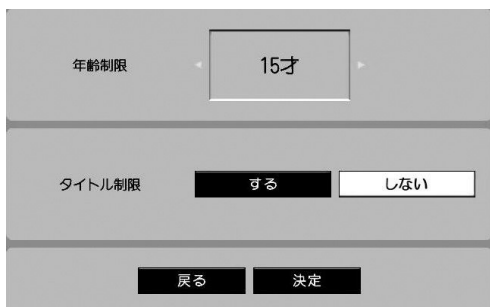 年齢制限 15才
タイトル制限 する しない
戻る 決定